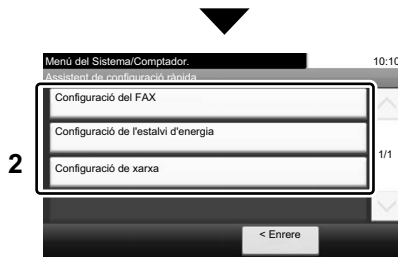 Menú del Sistema/Comptador. 10:10
Assistent de configuració ràpida
Configuració del FAX
Configuració de l'estalvi d'energia
1/1
2
Configuració de xarxa
< Enrere